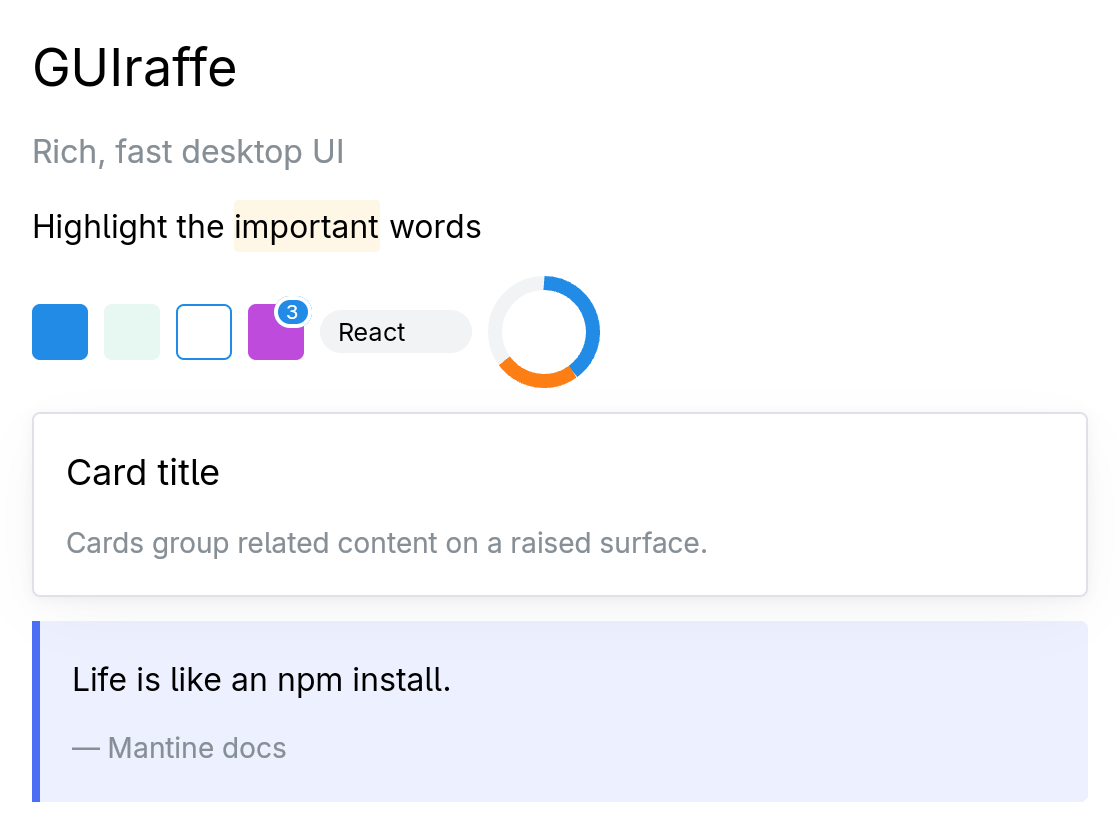 GUIraffe
Rich, fast desktop UI
Highlight the important words
3
React
Card title
Cards group related content on a raised surface.
Life is like an npm install.
— Mantine docs